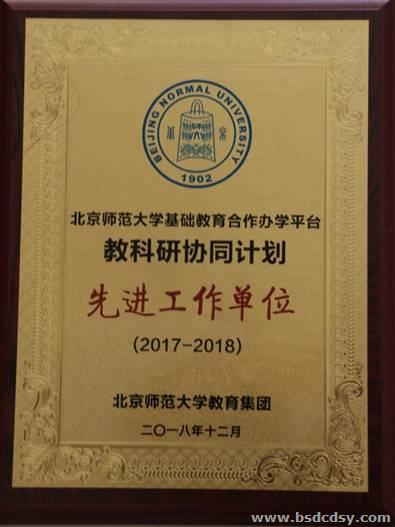 BEIJING NORMAL UNIVERSITY
1902
北京师范大学基础教育合作办学平台
教科研协同计划
先进工作单位
(2017-2018)
北京师范大学教育集团
二〇一八年十二月
www.bsdcdsy.com